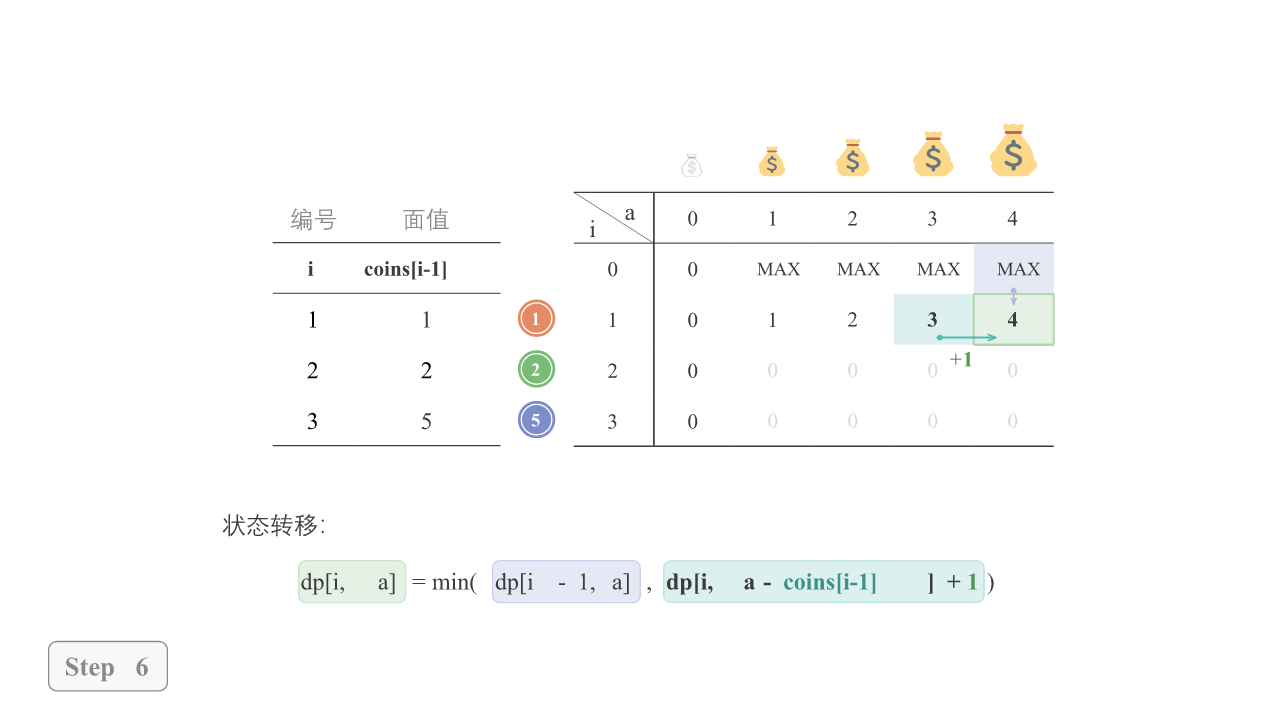 $ $ $ $ $
编号 面值
i coins[i-1]
1 1
2 2
3 5
1
2
5
i a 0 1 2 3 4
0 0 MAX MAX MAX MAX
1 0 1 2 3 4
+1
2 0 0 0 0 0
3 0 0 0 0 0
状态转移：
dp[i, a] = min( dp[i - 1, a] , dp[i, a - coins[i-1] ] + 1 )
Step 6